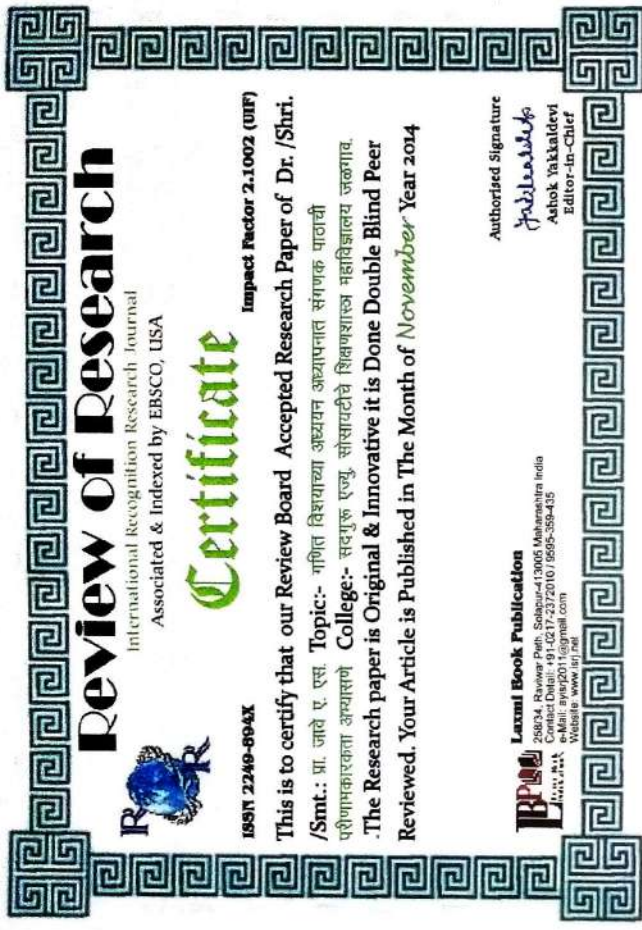 Review of Research
International Recognition Research Journal
Associated & Indexed by EBSCO, USA
Certificate
ISSN 2249-894X
Impact Factor 2.1002 (UIF)
This is to certify that our Review Board Accepted Research Paper of Dr. /Shri.
/Smt.: प्रा. जावे ए. एस. Topic:- गणित विशयाच्या अध्ययन अध्यापनात संगणक पाठाची
परीणामकारकता अभ्यासणे College:- सदगुरू एज्यु. सोसायटीचे शिक्षणशास्त्र महाविद्यालय जळगाव.
.The Research paper is Original & Innovative it is Done Double Blind Peer
Reviewed. Your Article is Published in The Month of November Year 2014
Laxmi Book Publication
258/34, Raviwar Peth, Solapur-413005 Maharashtra India
Contact Detail: +91-0217-2372010 / 9595-359-435
e-Mail: ayisrj2011@gmail.com
Website: www.isrj.net
Authorised Signature
Ashok Yakkaldevi
Editor-in-Chief